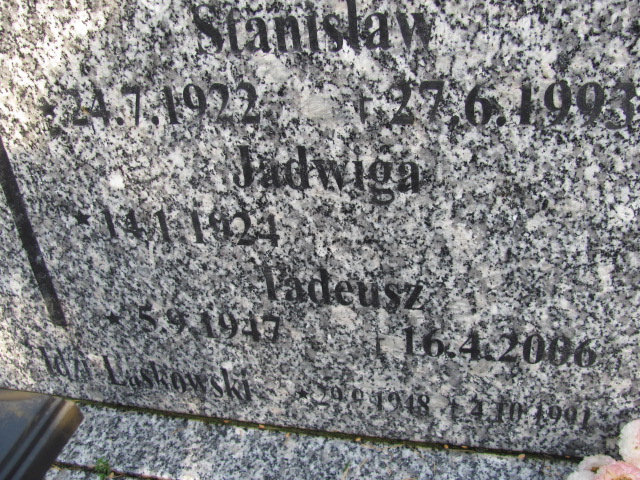 Stanisław
* 24.7.1922 † 27.6.1993
Jadwiga
* 14.1.1924
Tadeusz
* 5.9.1947 † 16.4.2006
Idzi Laskowski * 29.9.1948 † 4.10.1991